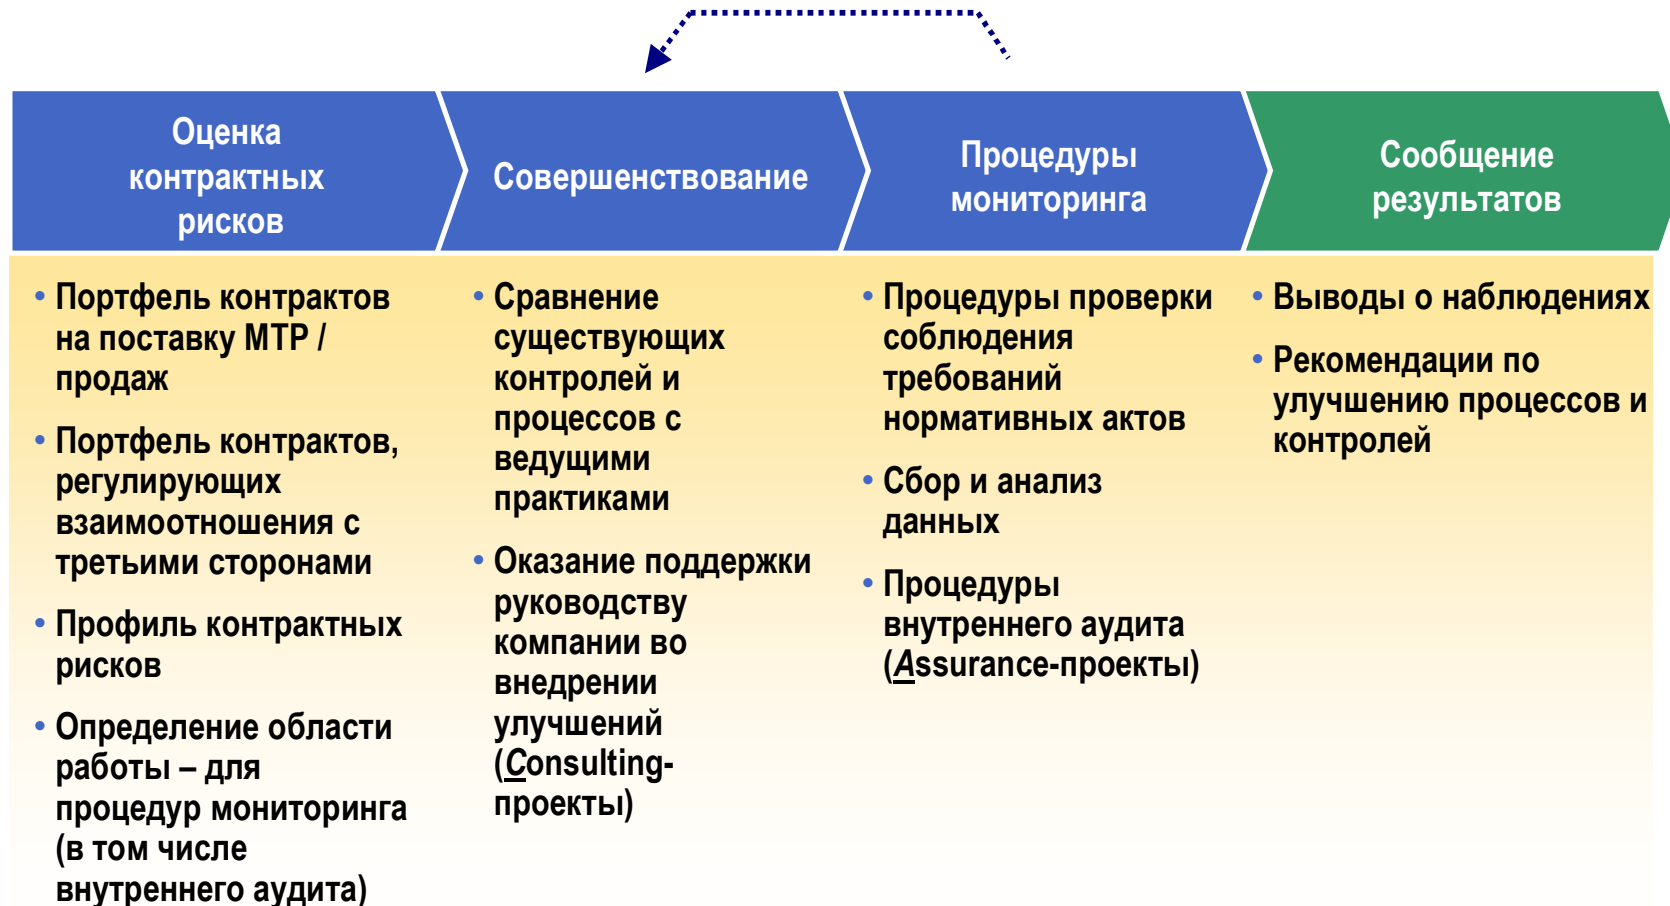 Оценка
контрактных
рисков
Совершенствование
Процедуры
мониторинга
Сообщение
результатов
• Портфель контрактов
на поставку МТР /
продаж
• Портфель контрактов,
регулирующих
взаимоотношения с
третьими сторонами
• Профиль контрактных
рисков
• Определение области
работы – для
процедур мониторинга
(в том числе
внутреннего аудита)
• Сравнение
существующих
контролей и
процессов с
ведущими
практиками
• Оказание поддержки
руководству
компании во
внедрении
улучшений
(Consulting-
проекты)
• Процедуры проверки
соблюдения
требований
нормативных актов
• Сбор и анализ
данных
• Процедуры
внутреннего аудита
(Assurance-проекты)
• Выводы о наблюдениях
• Рекомендации по
улучшению процессов и
контролей